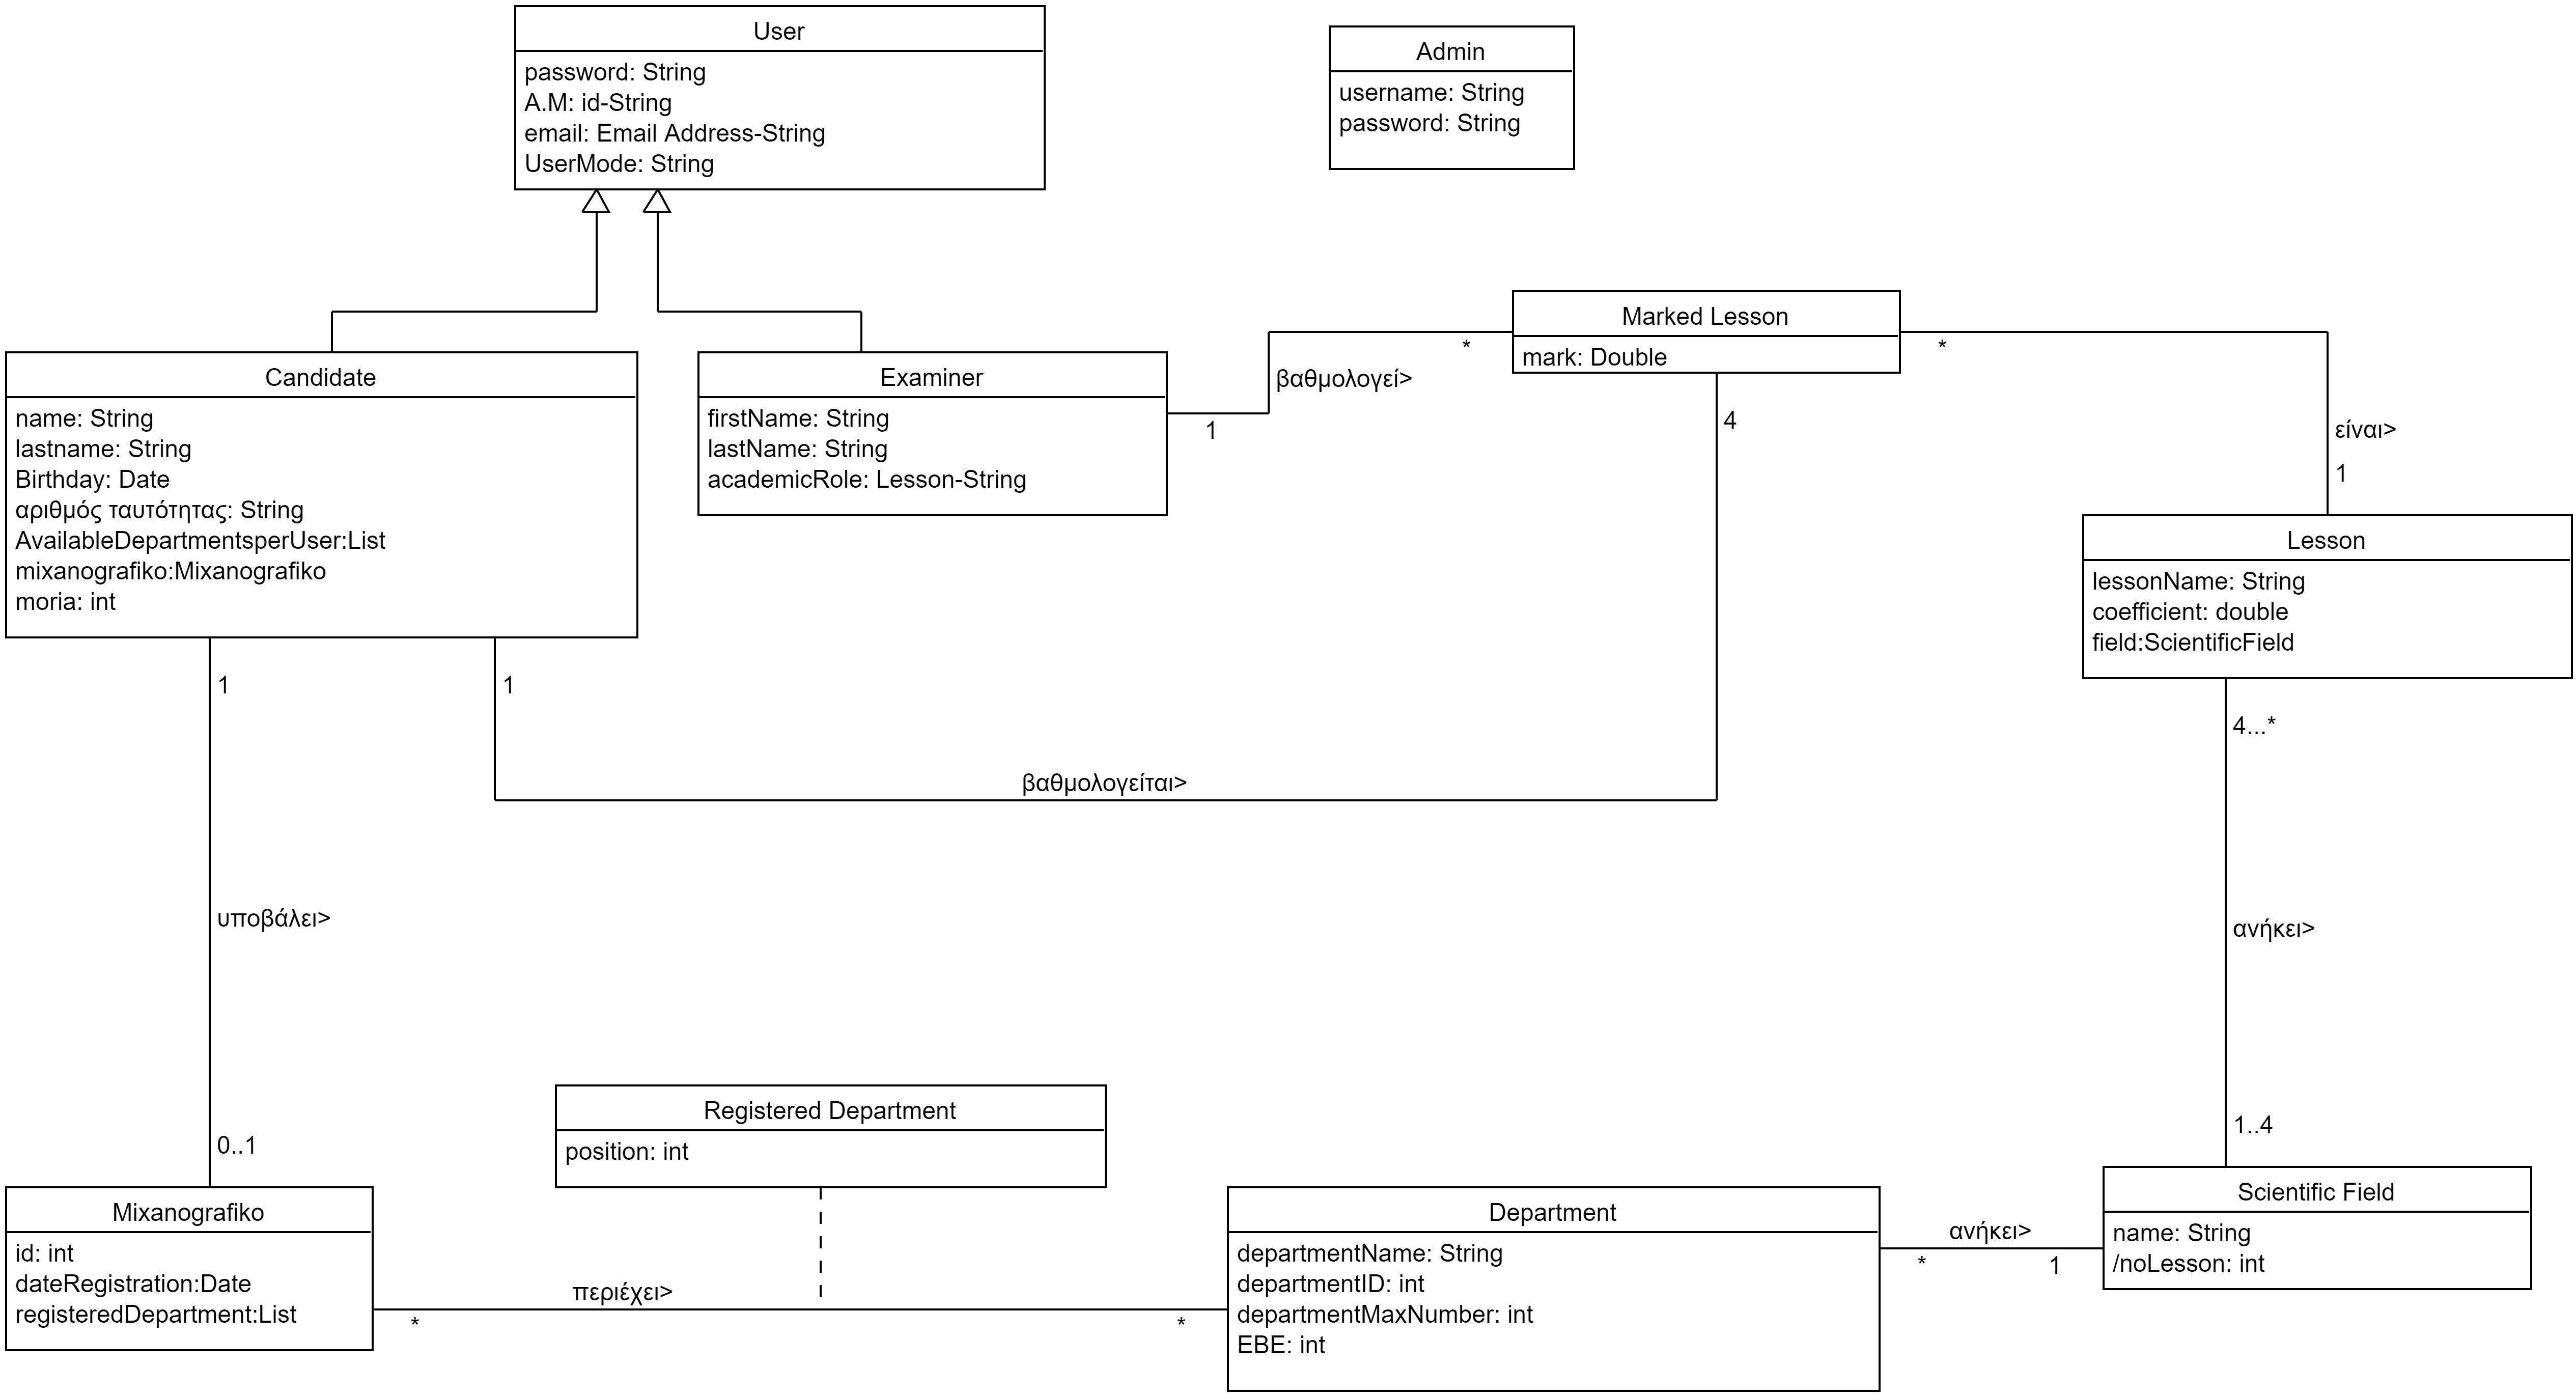 User
password: String
A.M: id-String
email: Email Address-String
UserMode: String
Admin
username: String
password: String
Candidate
name: String
lastname: String
Birthday: Date
αριθμός ταυτότητας: String
AvailableDepartmentsperUser:List
mixanografiko:Mixanografiko
moria: int
Examiner
firstName: String
lastName: String
academicRole: Lesson-String
1
βαθμολογεί>
*
Marked Lesson
mark: Double
*
4
είναι>
1
Lesson
lessonName: String
coefficient: double
field:ScientificField
1
1
βαθμολογείται>
4...*
υποβάλει>
ανήκει>
0..1
1..4
Registered Department
position: int
Mixanografiko
id: int
dateRegistration:Date
registeredDepartment:List
περιέχει>
*
*
Department
departmentName: String
departmentID: int
departmentMaxNumber: int
EBE: int
ανήκει>
*
1
Scientific Field
name: String
/noLesson: int